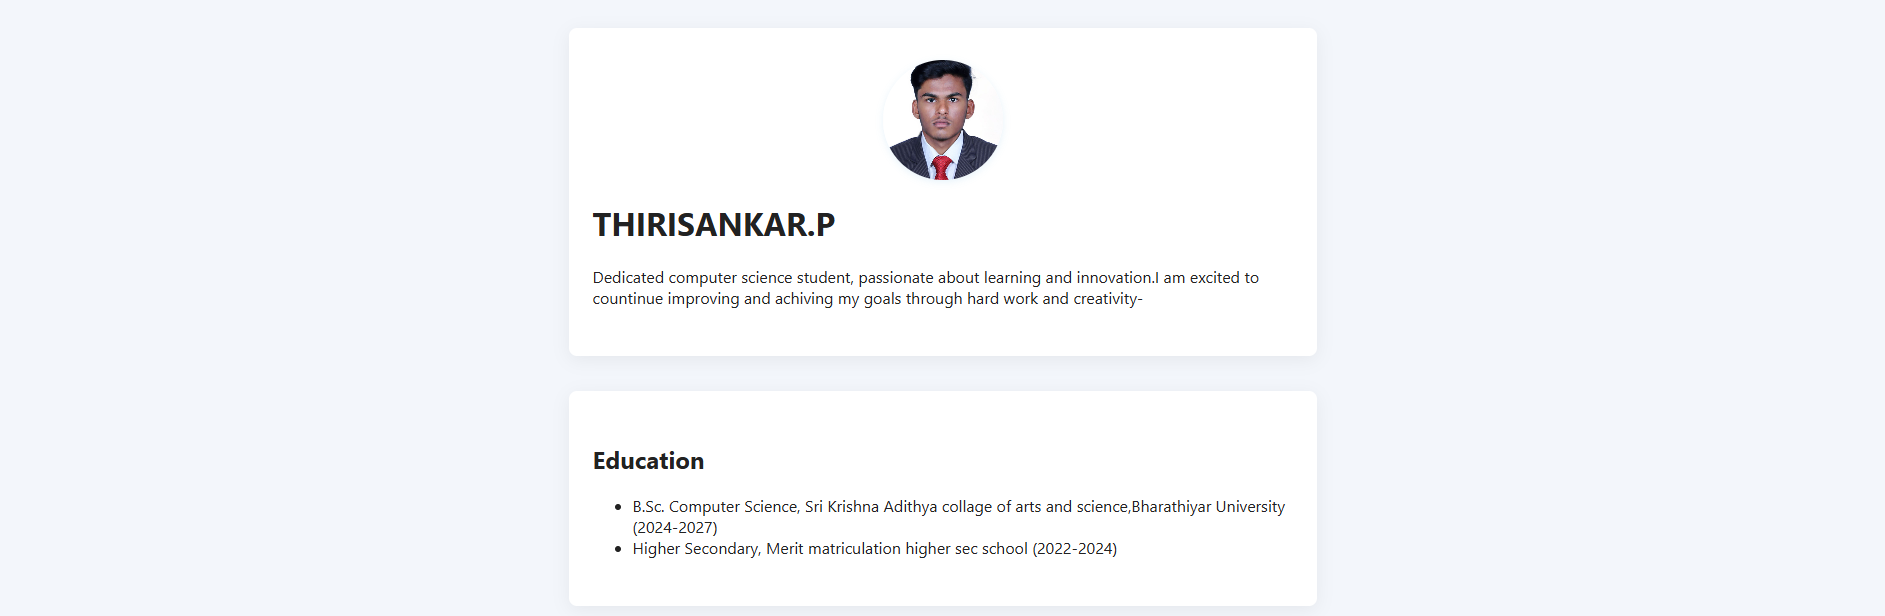 THIRISANKAR.P
Dedicated computer science student, passionate about learning and innovation.I am excited to
countinue improving and achiving my goals through hard work and creativity-
Education
• B.Sc. Computer Science, Sri Krishna Adithya collage of arts and science,Bharathiyar University
(2024-2027)
• Higher Secondary, Merit matriculation higher sec school (2022-2024)